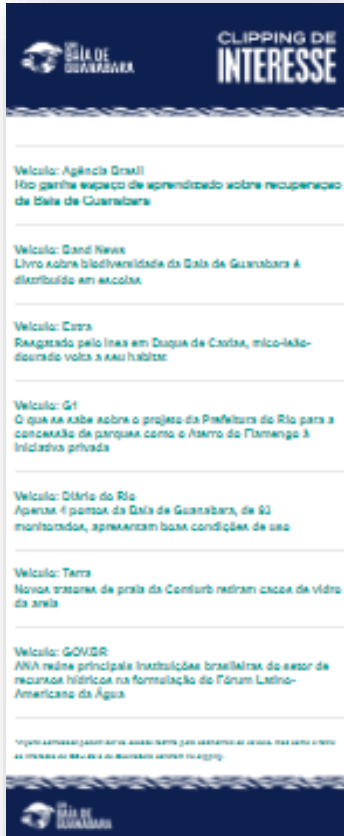 BAÍA DE
GUANABARA
CLIPPING DE
INTERESSE
Veículo: Agência Brasil
Rio ganha espaço de aprendizado sobre recuperação
da Baía de Guanabara
Veículo: Band News
Livro sobre biodiversidade da Baía de Guanabara é
distribuído em escolas
Veículo: Extra
Resgatado pelo Inea em Duque de Caxias, mico-leão-
dourado volta a seu habitat
Veículo: G1
O que se sabe sobre o projeto da Prefeitura do Rio para a
concessão de parques como o Aterro do Flamengo à
iniciativa privada
Veículo: Diário do Rio
Apenas 4 pontos da Baía de Guanabara, de 93
monitorados, apresentam boas condições de uso
Veículo: Terra
Novos tratores de praia da Comlurb retiram cacos de vidro
da areia
Veículo: GOV.BR
ANA reúne principais instituições brasileiras do setor de
recursos hídricos na formulação do Fórum Latino-
Americano da Água
BAÍA DE
GUANABARA